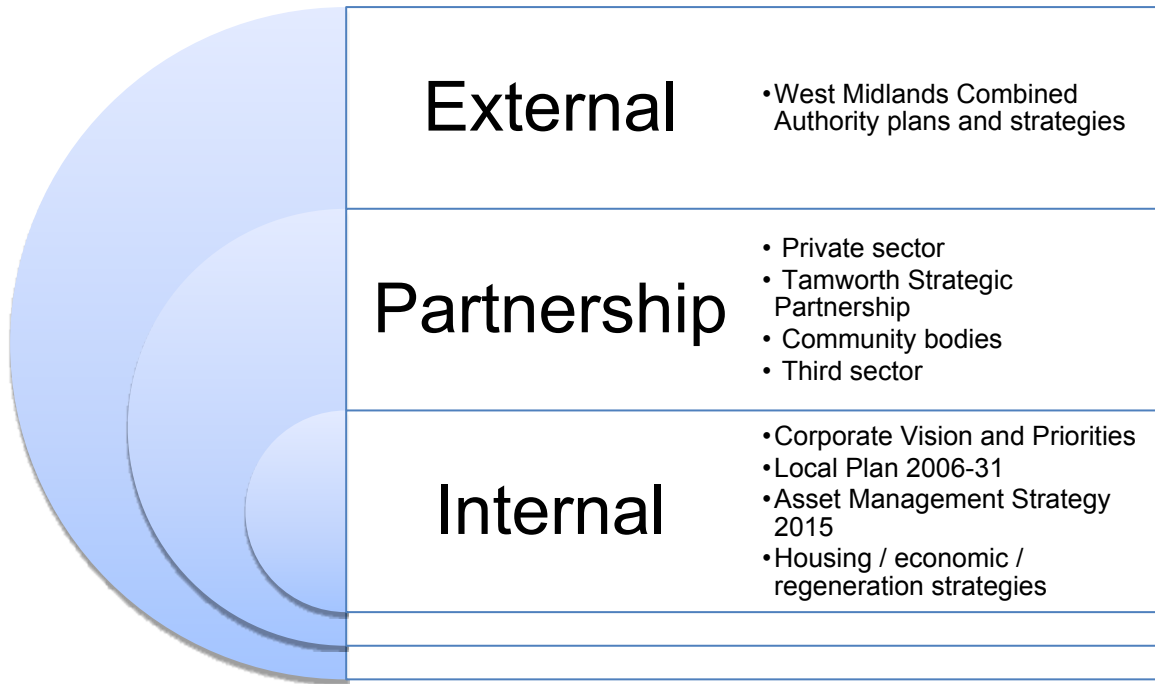 External
•West Midlands Combined
Authority plans and strategies
Partnership
• Private sector
• Tamworth Strategic
Partnership
• Community bodies
• Third sector
Internal
•Corporate Vision and Priorities
•Local Plan 2006-31
•Asset Management Strategy
2015
•Housing / economic /
regeneration strategies